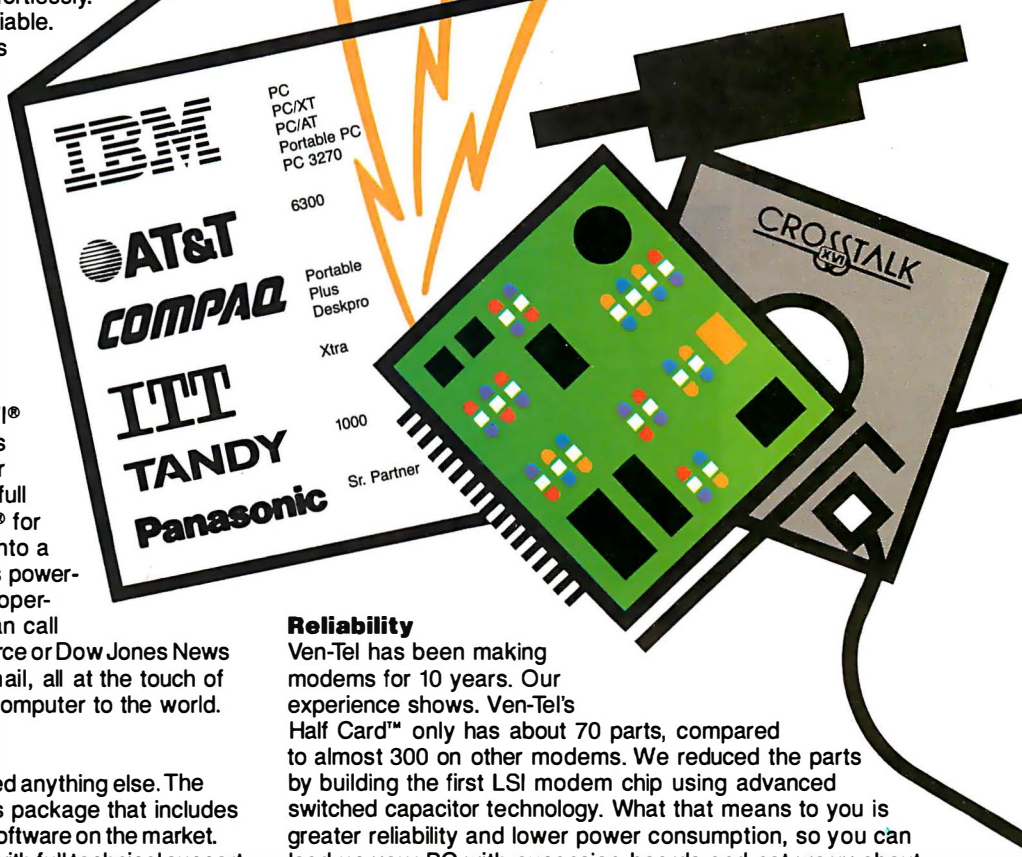 iable.
s
IBM
PC
PC/XT
PC/AT
Portable PC
PC 3270
AT&T
6300
COMPAQ
Portable
Plus
Deskpro
ITT
Xtra
TANDY
1000
Panasonic
Sr. Partner
CROSSTALK
XVI
I®
s
r
full
® for
nto a
s power-
oper-
an call
rce or Dow Jones News
ail, all at the touch of
omputer to the world.
ed anything else. The
s package that includes
oftware on the market.
with full technical support
Reliability
Ven-Tel has been making
modems for 10 years. Our
experience shows. Ven-Tel's
Half Card™ only has about 70 parts, compared
to almost 300 on other modems. We reduced the parts
by building the first LSI modem chip using advanced
switched capacitor technology. What that means to you is
greater reliability and lower power consumption, so you can